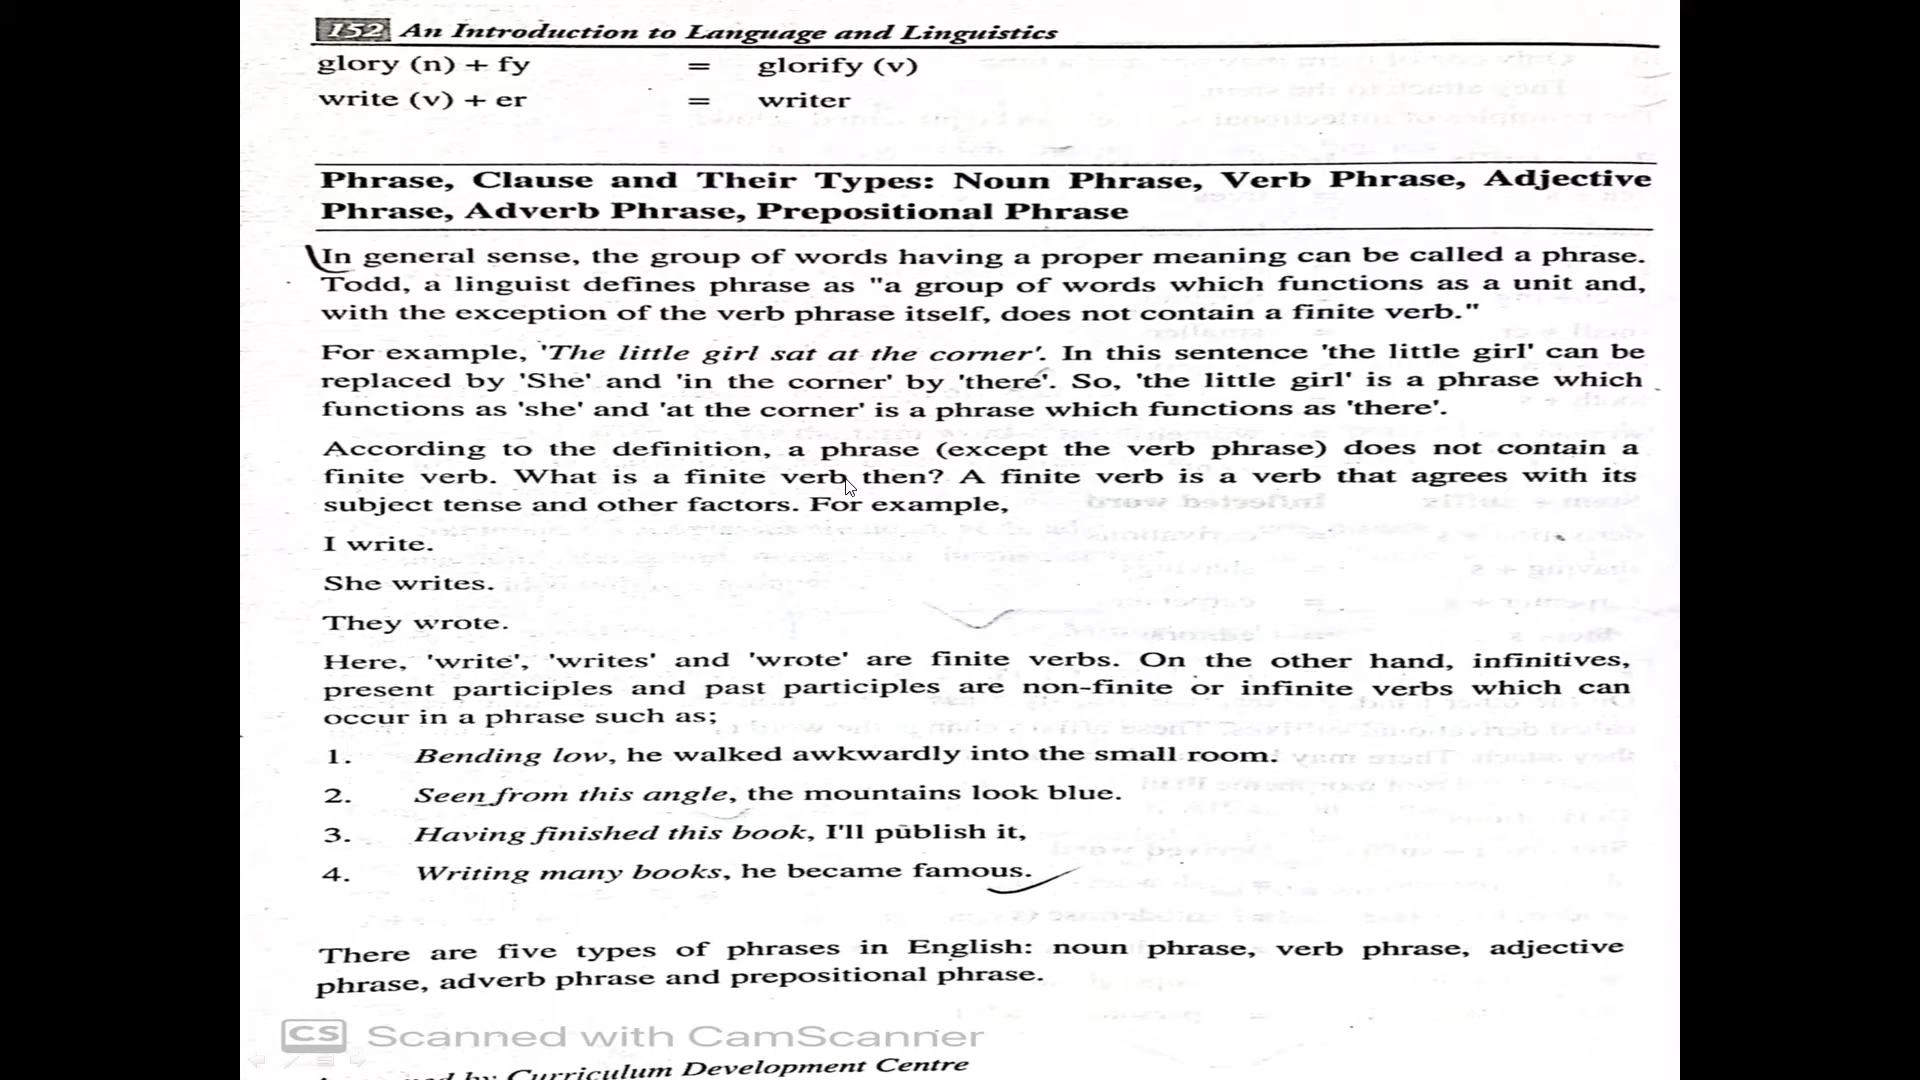 152 An Introduction to Language and Linguistics
glory (n) + fy = glorify (v)
write (v) + er = writer
Phrase, Clause and Their Types: Noun Phrase, Verb Phrase, Adjective
Phrase, Adverb Phrase, Prepositional Phrase
In general sense, the group of words having a proper meaning can be called a phrase.
Todd, a linguist defines phrase as "a group of words which functions as a unit and,
with the exception of the verb phrase itself, does not contain a finite verb."
For example, 'The little girl sat at the corner'. In this sentence 'the little girl' can be
replaced by 'She' and 'in the corner' by 'there'. So, 'the little girl' is a phrase which
functions as 'she' and 'at the corner' is a phrase which functions as 'there'.
According to the definition, a phrase (except the verb phrase) does not contain a
finite verb. What is a finite verb then? A finite verb is a verb that agrees with its
subject tense and other factors. For example,
I write.
She writes.
They wrote.
Here, 'write', 'writes' and 'wrote' are finite verbs. On the other hand, infinitives,
present participles and past participles are non-finite or infinite verbs which can
occur in a phrase such as;
1. Bending low, he walked awkwardly into the small room.
2. Seen from this angle, the mountains look blue.
3. Having finished this book, I'll publish it,
4. Writing many books, he became famous.
There are five types of phrases in English: noun phrase, verb phrase, adjective
phrase, adverb phrase and prepositional phrase.
CS Scanned with CamScanner
by Curriculum Development Centre